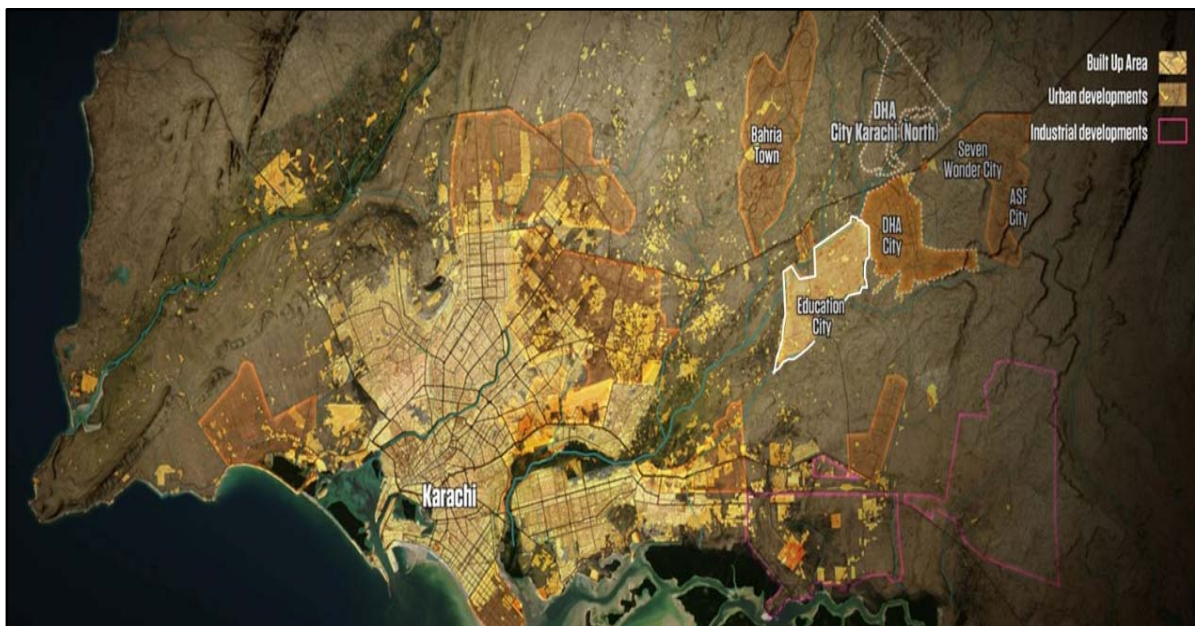 Built Up Area
Urban developments
Industrial developments
DHA
City Karachi (North)
Bahria
Town
Seven
Wonder City
ASF
City
DHA
City
Education
City
Karachi